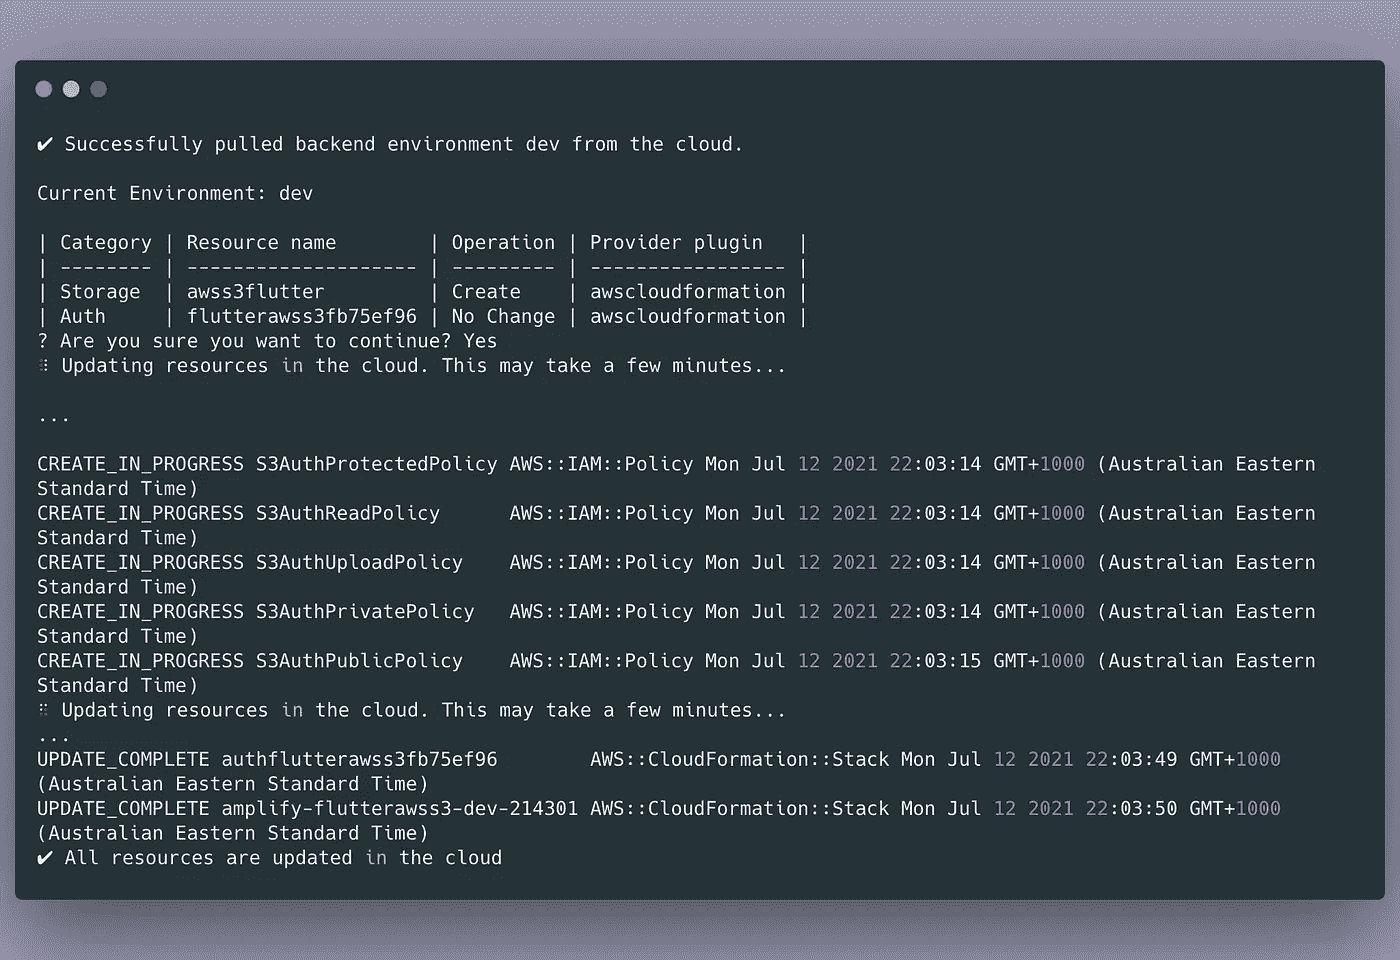 ✔ Successfully pulled backend environment dev from the cloud.

Current Environment: dev

| Category | Resource name        | Operation | Provider plugin   |
| -------- | -------------------- | --------- | ----------------- |
| Storage  | awss3flutter         | Create    | awscloudformation |
| Auth     | flutterawss3fb75ef96 | No Change | awscloudformation |
? Are you sure you want to continue? Yes
⠸ Updating resources in the cloud. This may take a few minutes...

...

CREATE_IN_PROGRESS S3AuthProtectedPolicy AWS::IAM::Policy Mon Jul 12 2021 22:03:14 GMT+1000 (Australian Eastern
Standard Time)
CREATE_IN_PROGRESS S3AuthReadPolicy      AWS::IAM::Policy Mon Jul 12 2021 22:03:14 GMT+1000 (Australian Eastern
Standard Time)
CREATE_IN_PROGRESS S3AuthUploadPolicy    AWS::IAM::Policy Mon Jul 12 2021 22:03:14 GMT+1000 (Australian Eastern
Standard Time)
CREATE_IN_PROGRESS S3AuthPrivatePolicy   AWS::IAM::Policy Mon Jul 12 2021 22:03:14 GMT+1000 (Australian Eastern
Standard Time)
CREATE_IN_PROGRESS S3AuthPublicPolicy    AWS::IAM::Policy Mon Jul 12 2021 22:03:15 GMT+1000 (Australian Eastern
Standard Time)
⠋ Updating resources in the cloud. This may take a few minutes...
...
UPDATE_COMPLETE authflutterawss3fb75ef96        AWS::CloudFormation::Stack Mon Jul 12 2021 22:03:49 GMT+1000
(Australian Eastern Standard Time)
UPDATE_COMPLETE amplify-flutterawss3-dev-214301 AWS::CloudFormation::Stack Mon Jul 12 2021 22:03:50 GMT+1000
(Australian Eastern Standard Time)
✔ All resources are updated in the cloud